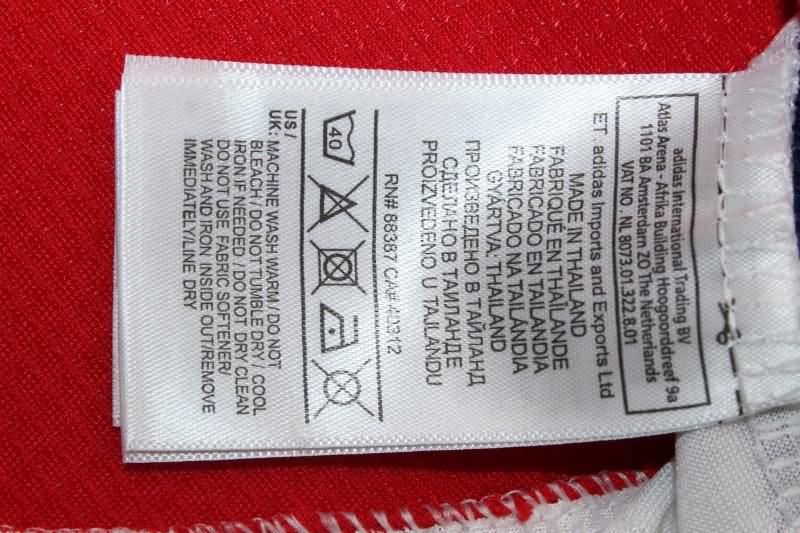 adidas International Trading BV
Atlas Arena - Afrika Building Hoogoorddreef 9a
1101 BA Amsterdam ZO The Netherlands
VAT NO . NL 8073.01.322.8.01
ET adidas Imports and Exports Ltd
MADE IN THAILAND
FABRIQUÉ EN THAÏLANDE
FABRICADO EN TAILANDIA
FABRICADO NA TAILÂNDIA
GYÁRTVA: THAILAND
ПРОИЗВЕДЕНО В ТАЙЛАНД
СДЕЛАНО В ТАИЛАНДЕ
PROIZVEDENO U TAJLANDU
RN# 88387 CA# 40312
40
US /
UK: MACHINE WASH WARM / DO NOT
BLEACH / DO NOT TUMBLE DRY / COOL
IRON IF NEEDED / DO NOT DRY CLEAN
DO NOT USE FABRIC SOFTENER/
WASH AND IRON INSIDE OUT/REMOVE
IMMEDIATELY/LINE DRY